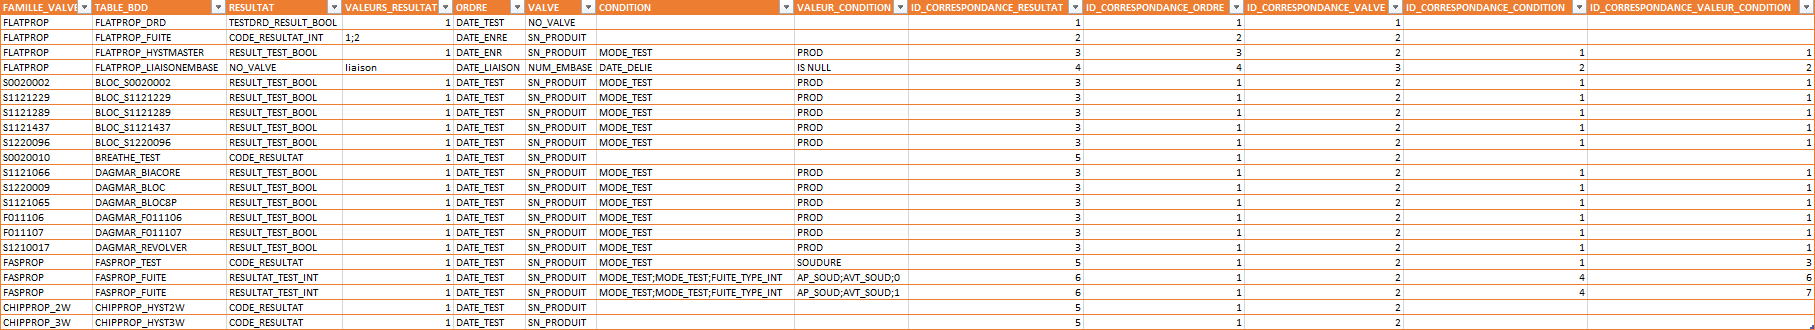 FAMILLE_VALVE TABLE_BDD RESULTAT VALEURS_RESULTAT ORDRE VALVE CONDITION VALEUR_CONDITION ID_CORRESPONDANCE_RESULTAT ID_CORRESPONDANCE_ORDRE ID_CORRESPONDANCE_VALVE ID_CORRESPONDANCE_CONDITION ID_CORRESPONDANCE_VALEUR_CONDITION
FLATPROP FLATPROP_DRD TESTDRD_RESULT_BOOL 1 DATE_TEST NO_VALVE 1 1 1
FLATPROP FLATPROP_FUITE CODE_RESULTAT_INT 1;2 DATE_ENRE SN_PRODUIT 2 2 2
FLATPROP FLATPROP_HYSTMASTER RESULT_TEST_BOOL 1 DATE_ENR SN_PRODUIT MODE_TEST PROD 3 3 2 1 1
FLATPROP FLATPROP_LIAISONEMBASE NO_VALVE liaison DATE_LIAISON NUM_EMBASE DATE_DELIE IS NULL 4 4 3 2 2
S0020002 BLOC_S0020002 RESULT_TEST_BOOL 1 DATE_TEST SN_PRODUIT MODE_TEST PROD 3 1 2 1 1
S1121229 BLOC_S1121229 RESULT_TEST_BOOL 1 DATE_TEST SN_PRODUIT MODE_TEST PROD 3 1 2 1 1
S1121289 BLOC_S1121289 RESULT_TEST_BOOL 1 DATE_TEST SN_PRODUIT MODE_TEST PROD 3 1 2 1 1
S1121437 BLOC_S1121437 RESULT_TEST_BOOL 1 DATE_TEST SN_PRODUIT MODE_TEST PROD 3 1 2 1 1
S1220096 BLOC_S1220096 RESULT_TEST_BOOL 1 DATE_TEST SN_PRODUIT MODE_TEST PROD 3 1 2 1 1
S0020010 BREATHE_TEST CODE_RESULTAT 1 DATE_TEST SN_PRODUIT 5 1 2
S1121066 DAGMAR_BIACORE RESULT_TEST_BOOL 1 DATE_TEST SN_PRODUIT MODE_TEST PROD 3 1 2 1 1
S1220009 DAGMAR_BLOC RESULT_TEST_BOOL 1 DATE_TEST SN_PRODUIT MODE_TEST PROD 3 1 2 1 1
S1121065 DAGMAR_BLOC8P RESULT_TEST_BOOL 1 DATE_TEST SN_PRODUIT MODE_TEST PROD 3 1 2 1 1
F011106 DAGMAR_F011106 RESULT_TEST_BOOL 1 DATE_TEST SN_PRODUIT MODE_TEST PROD 3 1 2 1 1
F011107 DAGMAR_F011107 RESULT_TEST_BOOL 1 DATE_TEST SN_PRODUIT MODE_TEST PROD 3 1 2 1 1
S1210017 DAGMAR_REVOLVER RESULT_TEST_BOOL 1 DATE_TEST SN_PRODUIT MODE_TEST PROD 3 1 2 1 1
FASPROP FASPROP_TEST CODE_RESULTAT 1 DATE_TEST SN_PRODUIT MODE_TEST SOUDURE 5 1 2 1 3
FASPROP FASPROP_FUITE RESULTAT_TEST_INT 1 DATE_TEST SN_PRODUIT MODE_TEST;MODE_TEST;FUITE_TYPE_INT AP_SOUD;AVT_SOUD;0 6 1 2 4 6
FASPROP FASPROP_FUITE RESULTAT_TEST_INT 1 DATE_TEST SN_PRODUIT MODE_TEST;MODE_TEST;FUITE_TYPE_INT AP_SOUD;AVT_SOUD;1 6 1 2 4 7
CHIPPROP_2W CHIPPROP_HYST2W CODE_RESULTAT 1 DATE_TEST SN_PRODUIT 5 1 2
CHIPPROP_3W CHIPPROP_HYST3W CODE_RESULTAT 1 DATE_TEST SN_PRODUIT 5 1 2